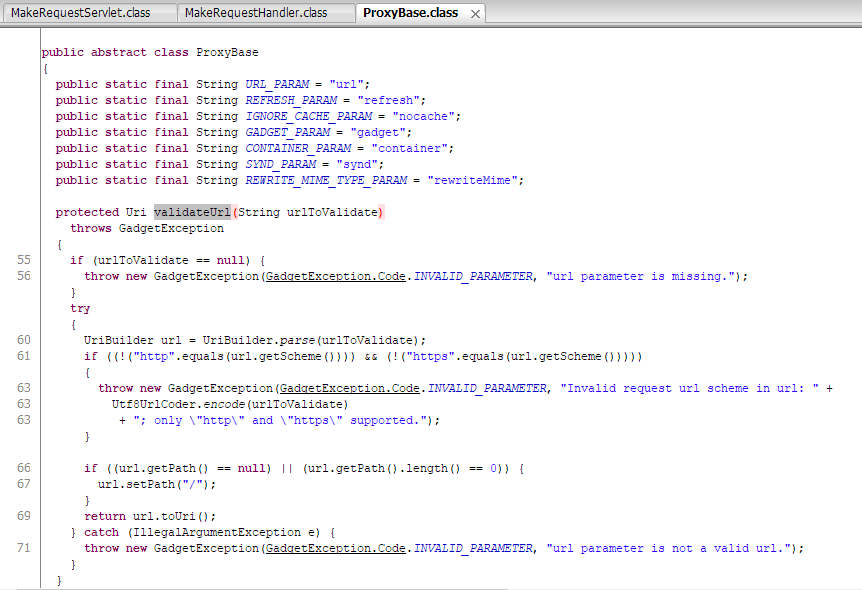 MakeRequestServlet.class MakeRequestHandler.class ProxyBase.class
public abstract class ProxyBase
{
public static final String URL_PARAM = "url";
public static final String REFRESH_PARAM = "refresh";
public static final String IGNORE_CACHE_PARAM = "nocache";
public static final String GADGET_PARAM = "gadget";
public static final String CONTAINER_PARAM = "container";
public static final String SYND_PARAM = "synd";
public static final String REWRITE_MIME_TYPE_PARAM = "rewriteMime";
protected Uri validateUrl(String urlToValidate)
throws GadgetException
{
55 if (urlToValidate == null) {
56 throw new GadgetException(GadgetException.Code.INVALID_PARAMETER, "url parameter is missing.");
}
try
{
60 UriBuilder url = UriBuilder.parse(urlToValidate);
61 if ((!("http".equals(url.getScheme()))) && (!("https".equals(url.getScheme()))))
{
63 throw new GadgetException(GadgetException.Code.INVALID_PARAMETER, "Invalid request url scheme in url: " +
63 Utf8UrlCoder.encode(urlToValidate)
63 + "; only \"http\" and \"https\" supported.");
}
66 if ((url.getPath() == null) || (url.getPath().length() == 0)) {
67 url.setPath("/");
}
69 return url.toUri();
} catch (IllegalArgumentException e) {
71 throw new GadgetException(GadgetException.Code.INVALID_PARAMETER, "url parameter is not a valid url.");
}
}